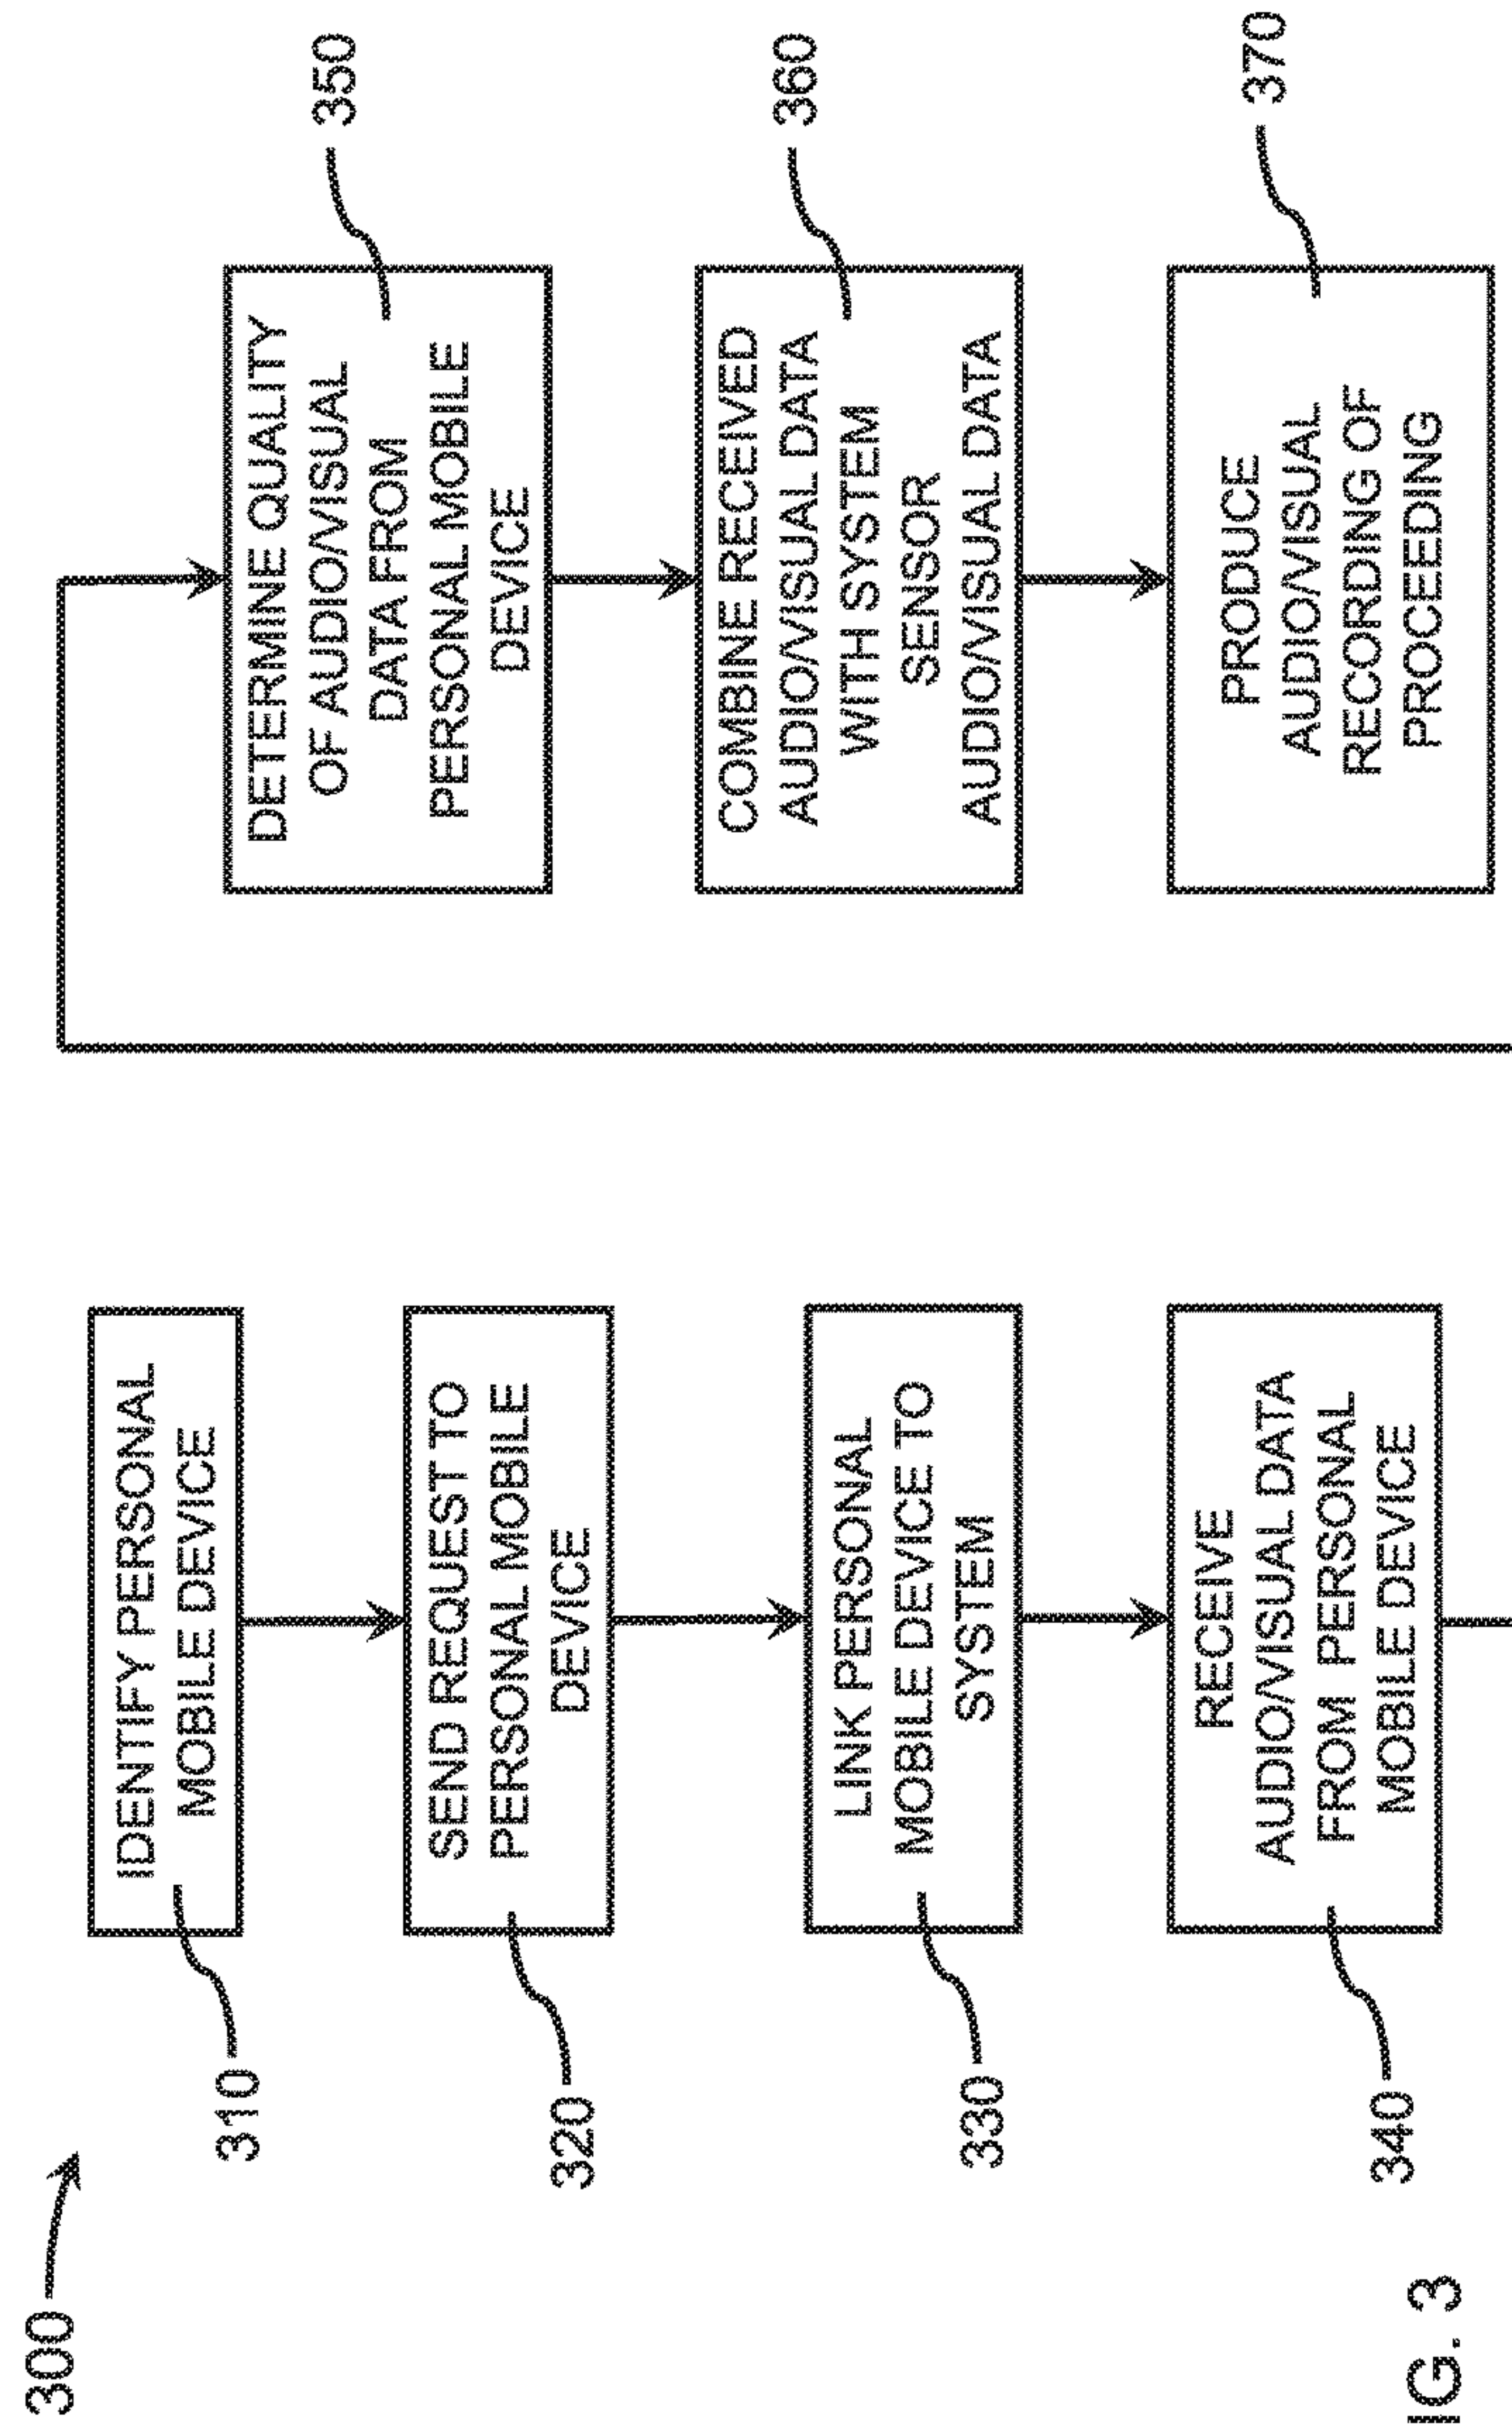 300
310
IDENTIFY PERSONAL
MOBILE DEVICE
320
SEND REQUEST TO
PERSONAL MOBILE
DEVICE
330
LINK PERSONAL
MOBILE DEVICE TO
SYSTEM
340
RECEIVE
AUDIO/VISUAL DATA
FROM PERSONAL
MOBILE DEVICE
350
DETERMINE QUALITY
OF AUDIO/VISUAL
DATA FROM
PERSONAL MOBILE
DEVICE
360
COMBINE RECEIVED
AUDIO/VISUAL DATA
WITH SYSTEM
SENSOR
AUDIO/VISUAL DATA
370
PRODUCE
AUDIO/VISUAL
RECORDING OF
PROCEEDING
IG. 3